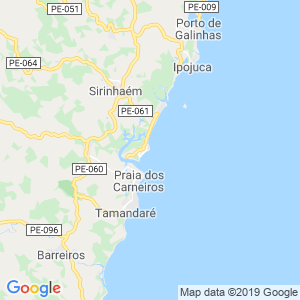 PE-051
PE-009
Porto de
Galinhas
PE-064
Ipojuca
Sirinhaém
PE-061
PE-060
Praia dos
Carneiros
Tamandaré
PE-096
Barreiros
Google
Map data ©2019 Google